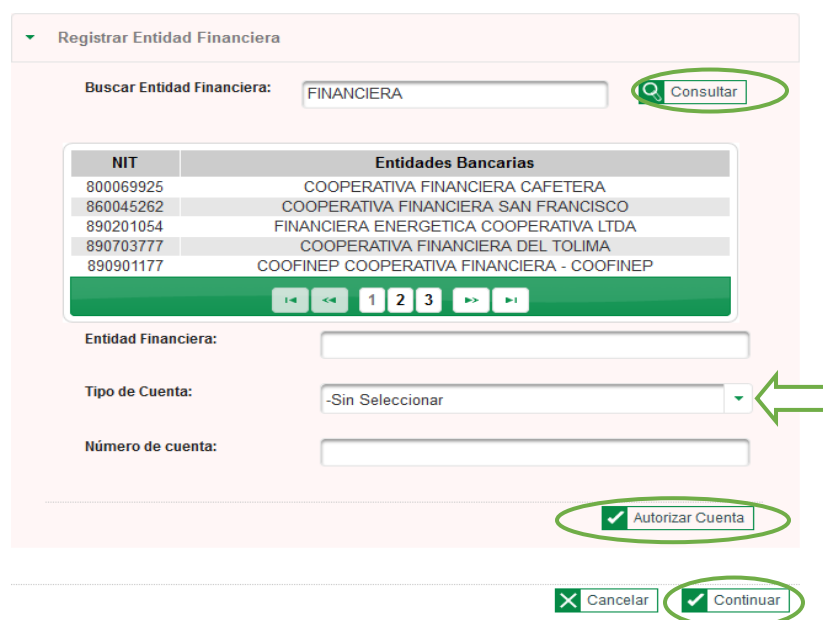 Registrar Entidad Financiera
Buscar Entidad Financiera: FINANCIERA Consultar
NIT Entidades Bancarias
800069925 COOPERATIVA FINANCIERA CAFETERA
860045262 COOPERATIVA FINANCIERA SAN FRANCISCO
890201054 FINANCIERA ENERGETICA COOPERATIVA LTDA
890703777 COOPERATIVA FINANCIERA DEL TOLIMA
890901177 COOFINEP COOPERATIVA FINANCIERA - COOFINEP
1 2 3
Entidad Financiera:
Tipo de Cuenta: -Sin Seleccionar
Número de cuenta:
Autorizar Cuenta
Cancelar Continuar